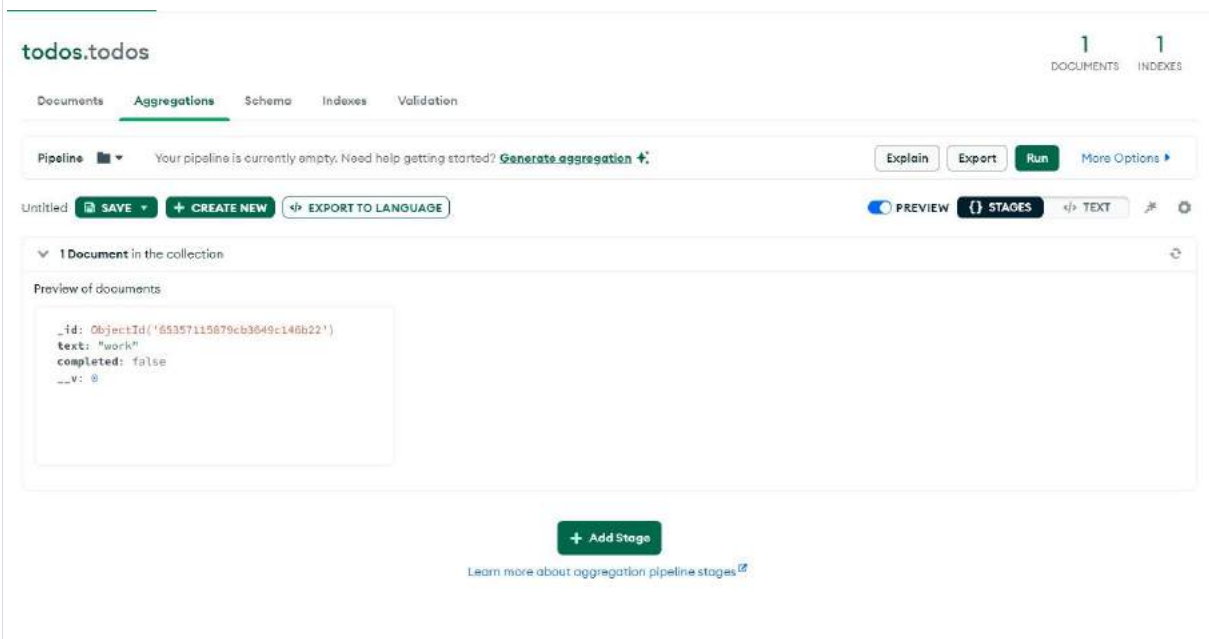 todos.todos
1 1
DOCUMENTS INDEXES
Documents Aggregations Schema Indexes Validation
Pipeline Your pipeline is currently empty. Need help getting started? Generate aggregation Explain Export Run More Options
Untitled SAVE + CREATE NEW </> EXPORT TO LANGUAGE PREVIEW {} STAGES </> TEXT
1 Document in the collection
Preview of documents
_id: ObjectId('65357115879cb3649c146b22')
text: "work"
completed: false
__v: 0
+ Add Stage
Learn more about aggregation pipeline stages